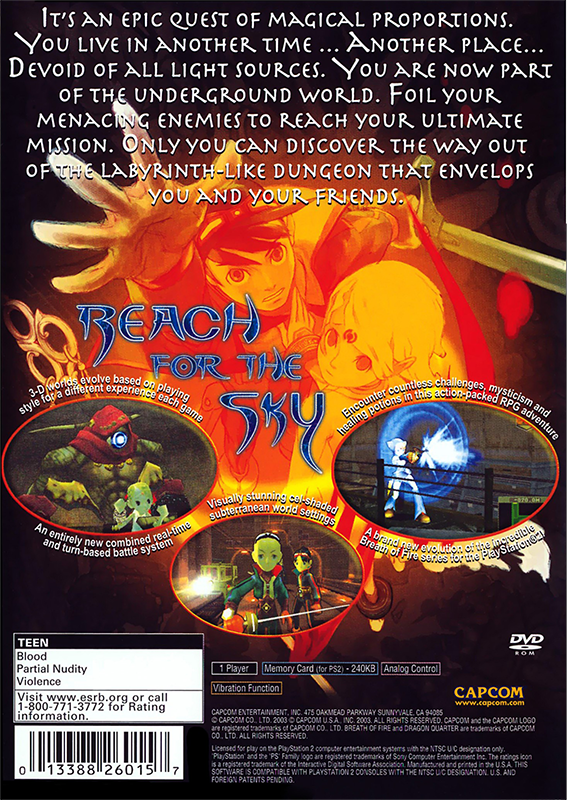 It's an epic quest of magical proportions.
You live in another time ... Another place...
Devoid of all light sources. You are now part
of the underground world. Foil your
menacing enemies to reach your ultimate
mission. Only you can discover the way out
of the labyrinth-like dungeon that envelops
you and your friends.
Reach
for the
Sky
3-D worlds evolve based on playing
style for a different experience each game
Encounter countless challenges, mysticism and
healing potions in this action-packed RPG adventure
An entirely new combined real-time
and turn-based battle system
Visually stunning cel-shaded
subterranean world settings
A brand new evolution of the incredible
Breath of Fire series for the PlayStation®2!
TEEN
Blood
Partial Nudity
Violence
Visit www.esrb.org or call
1-800-771-3772 for Rating
information.
1 Player
Memory Card (for PS2) - 240KB
Analog Control
Vibration Function
DVD
ROM
CAPCOM
www.capcom.com
CAPCOM ENTERTAINMENT, INC. 475 OAKMEAD PARKWAY SUNNYVALE, CA 94085
© CAPCOM CO., LTD. 2003 © CAPCOM U.S.A., INC. 2003. ALL RIGHTS RESERVED. CAPCOM and the CAPCOM LOGO
are registered trademarks of CAPCOM CO., LTD. BREATH OF FIRE and DRAGON QUARTER are trademarks of CAPCOM
CO., LTD. ALL RIGHTS RESERVED.
Licensed for play on the PlayStation 2 computer entertainment systems with the NTSC U/C designation only.
"PlayStation" and the "PS" Family logo are registered trademarks of Sony Computer Entertainment Inc. The ratings icon
is a registered trademark of the Interactive Digital Software Association. Manufactured and printed in the U.S.A. THIS
SOFTWARE IS COMPATIBLE WITH PLAYSTATION 2 CONSOLES WITH THE NTSC U/C DESIGNATION. U.S. AND
FOREIGN PATENTS PENDING.
0 13388 26015 7